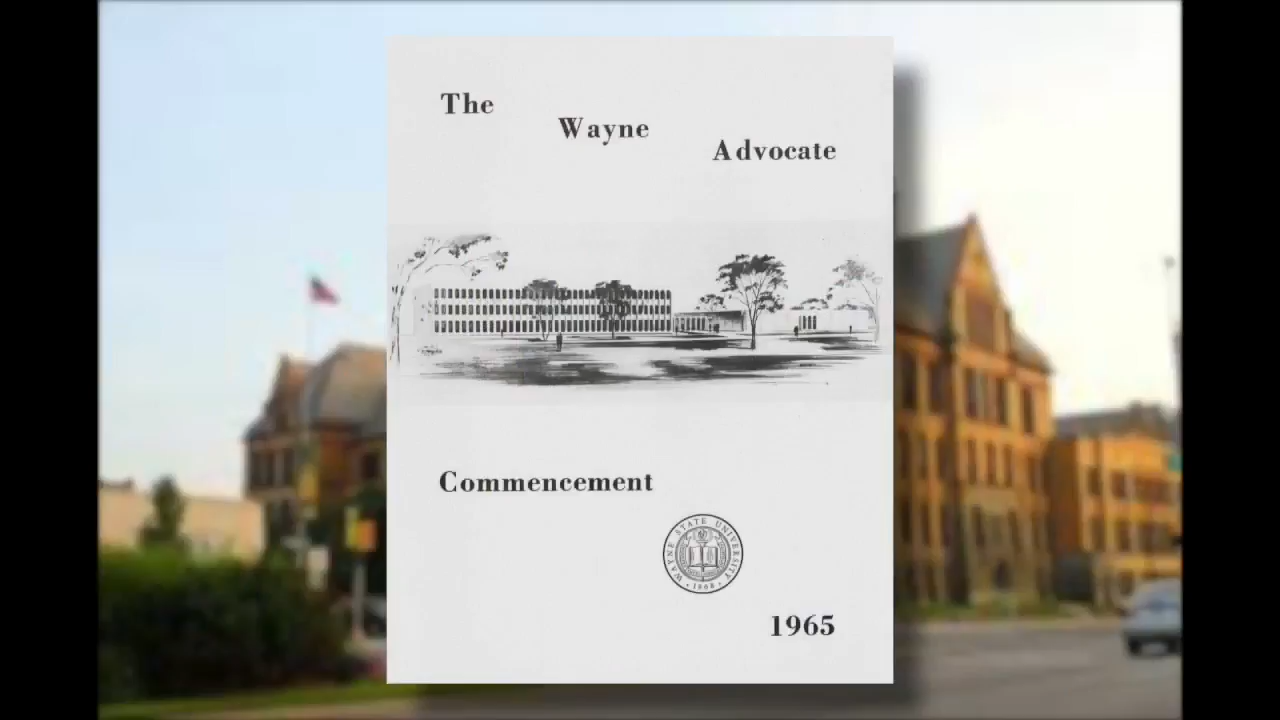 The
Wayne
Advocate
Commencement
WAYNE STATE UNIVERSITY
1868
1965